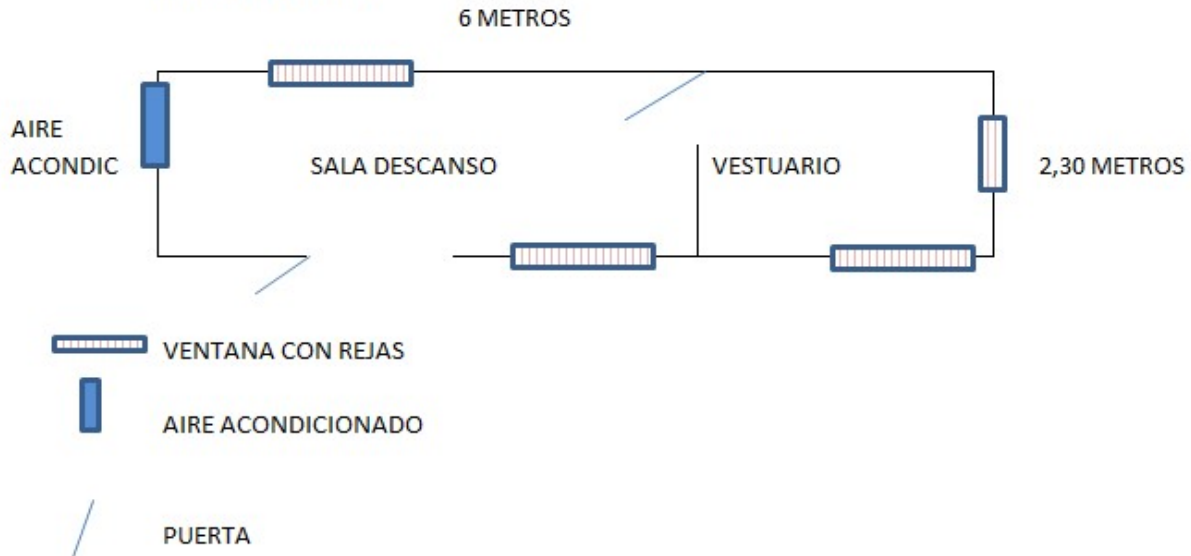 6 METROS
AIRE
ACONDIC
SALA DESCANSO
VESTUARIO
2,30 METROS
VENTANA CON REJAS
AIRE ACONDICIONADO
PUERTA